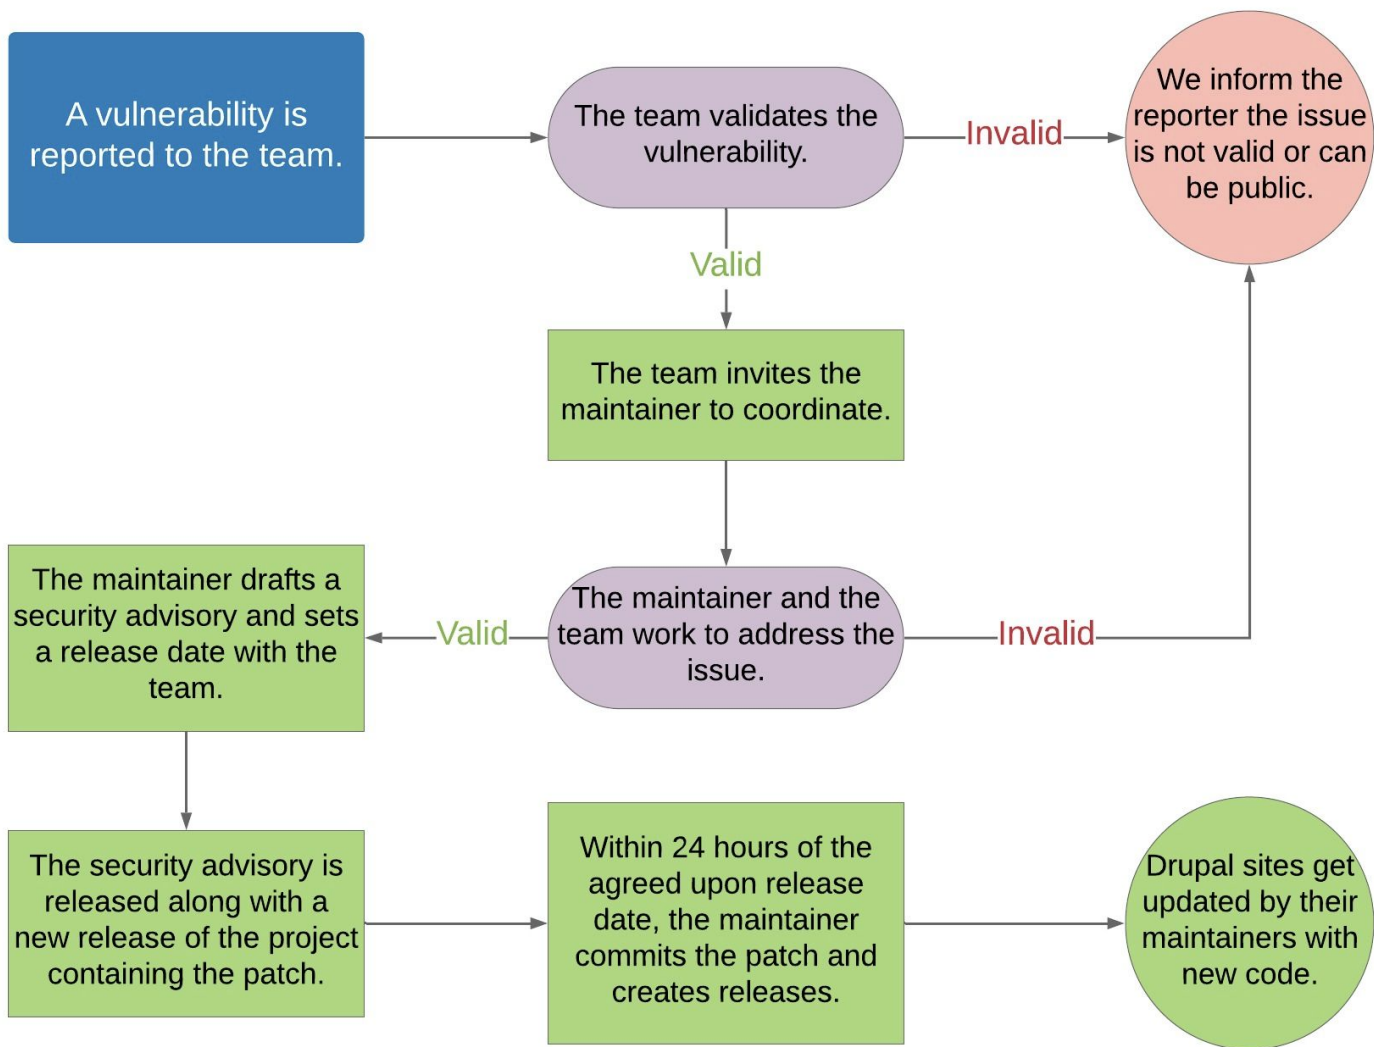 A vulnerability is
reported to the team.
The team validates the
vulnerability.
Invalid
We inform the
reporter the issue
is not valid or can
be public.
Valid
The team invites the
maintainer to coordinate.
The maintainer and the
team work to address the
issue.
Invalid
Valid
The maintainer drafts a
security advisory and sets
a release date with the
team.
The security advisory is
released along with a
new release of the project
containing the patch.
Within 24 hours of the
agreed upon release
date, the maintainer
commits the patch and
creates releases.
Drupal sites get
updated by their
maintainers with
new code.